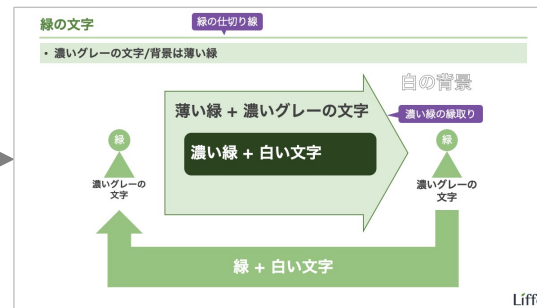 緑の文字
緑の仕切り線
・ 濃いグレーの文字/背景は薄い緑
白の背景
薄い緑 + 濃いグレーの文字
濃い緑の縁取り
濃い緑 + 白い文字
緑
濃いグレーの
文字
緑
濃いグレーの
文字
緑 + 白い文字